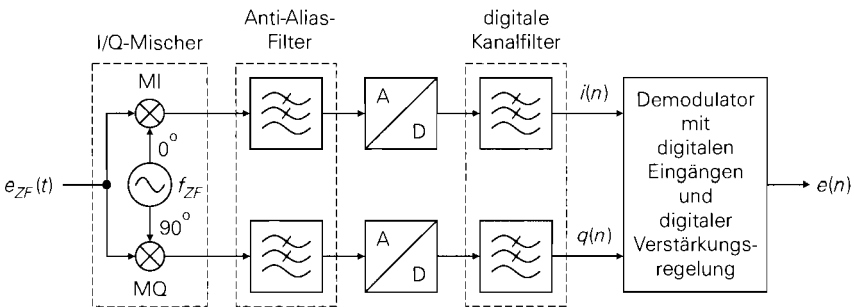 I/Q-Mischer
Anti-Alias-
Filter
digitale
Kanalfilter
MI
0°
e_ZF(t)
f_ZF
90°
MQ
A
D
A
D
i(n)
q(n)
Demodulator
mit
digitalen
Eingängen
und
digitaler
Verstärkungs-
regelung
e(n)